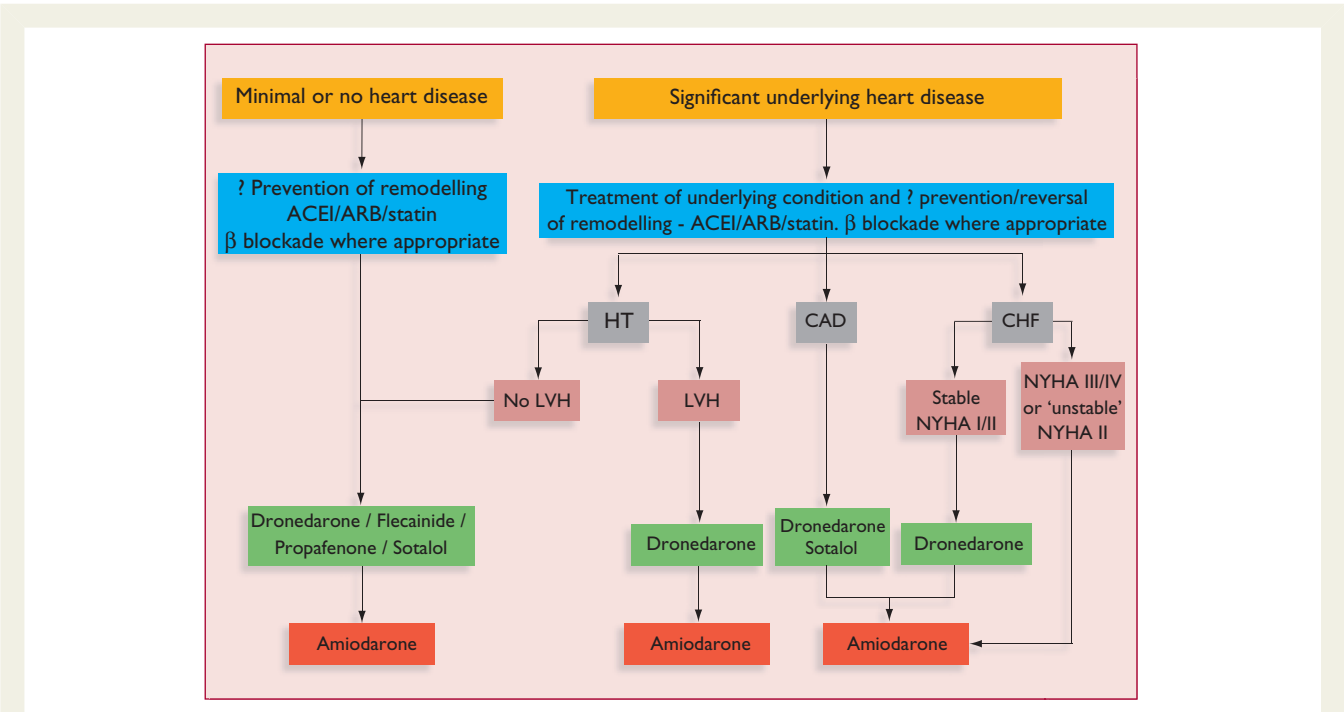 Minimal or no heart disease
Significant underlying heart disease
? Prevention of remodelling
ACEI/ARB/statin
β blockade where appropriate
Treatment of underlying condition and ? prevention/reversal
of remodelling - ACEI/ARB/statin. β blockade where appropriate
HT
CAD
CHF
No LVH
LVH
Stable
NYHA I/II
NYHA III/IV
or ‘unstable’
NYHA II
Dronedarone / Flecainide /
Propafenone / Sotalol
Dronedarone
Dronedarone
Sotalol
Dronedarone
Amiodarone
Amiodarone
Amiodarone